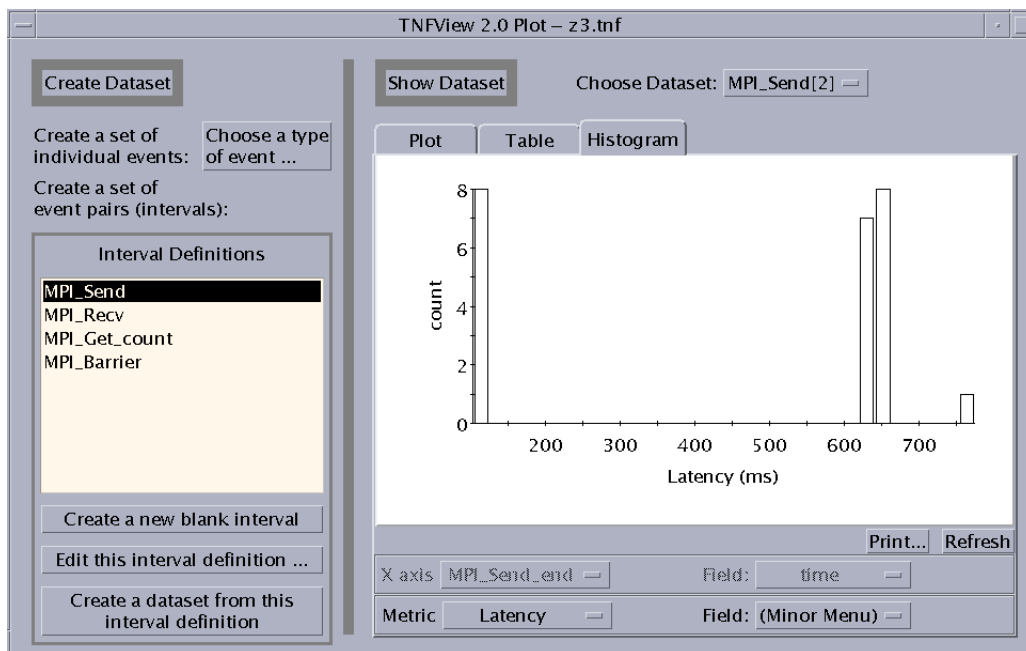 TNFView 2.0 Plot – z3.tnf
Create Dataset
Create a set of
individual events:
Choose a type
of event ...
Create a set of
event pairs (intervals):
Interval Definitions
MPI_Send
MPI_Recv
MPI_Get_count
MPI_Barrier
Create a new blank interval
Edit this interval definition ...
Create a dataset from this
interval definition
Show Dataset
Choose Dataset: MPI_Send[2]
Plot Table Histogram
8
6
4
2
0
count
200 300 400 500 600 700
Latency (ms)
Print... Refresh
X axis MPI_Send_end Field: time
Metric Latency Field: (Minor Menu)